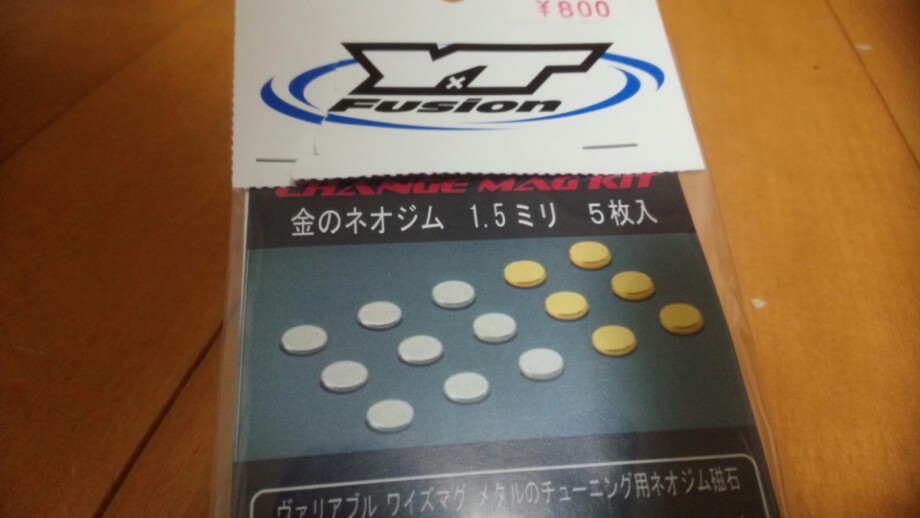 ¥800
YxT
Fusion
CHANGE MAG KIT
金のネオジム 1.5ミリ 5枚入
ヴァリアブル ワイズマグ メタルのチューニング用ネオジム磁石